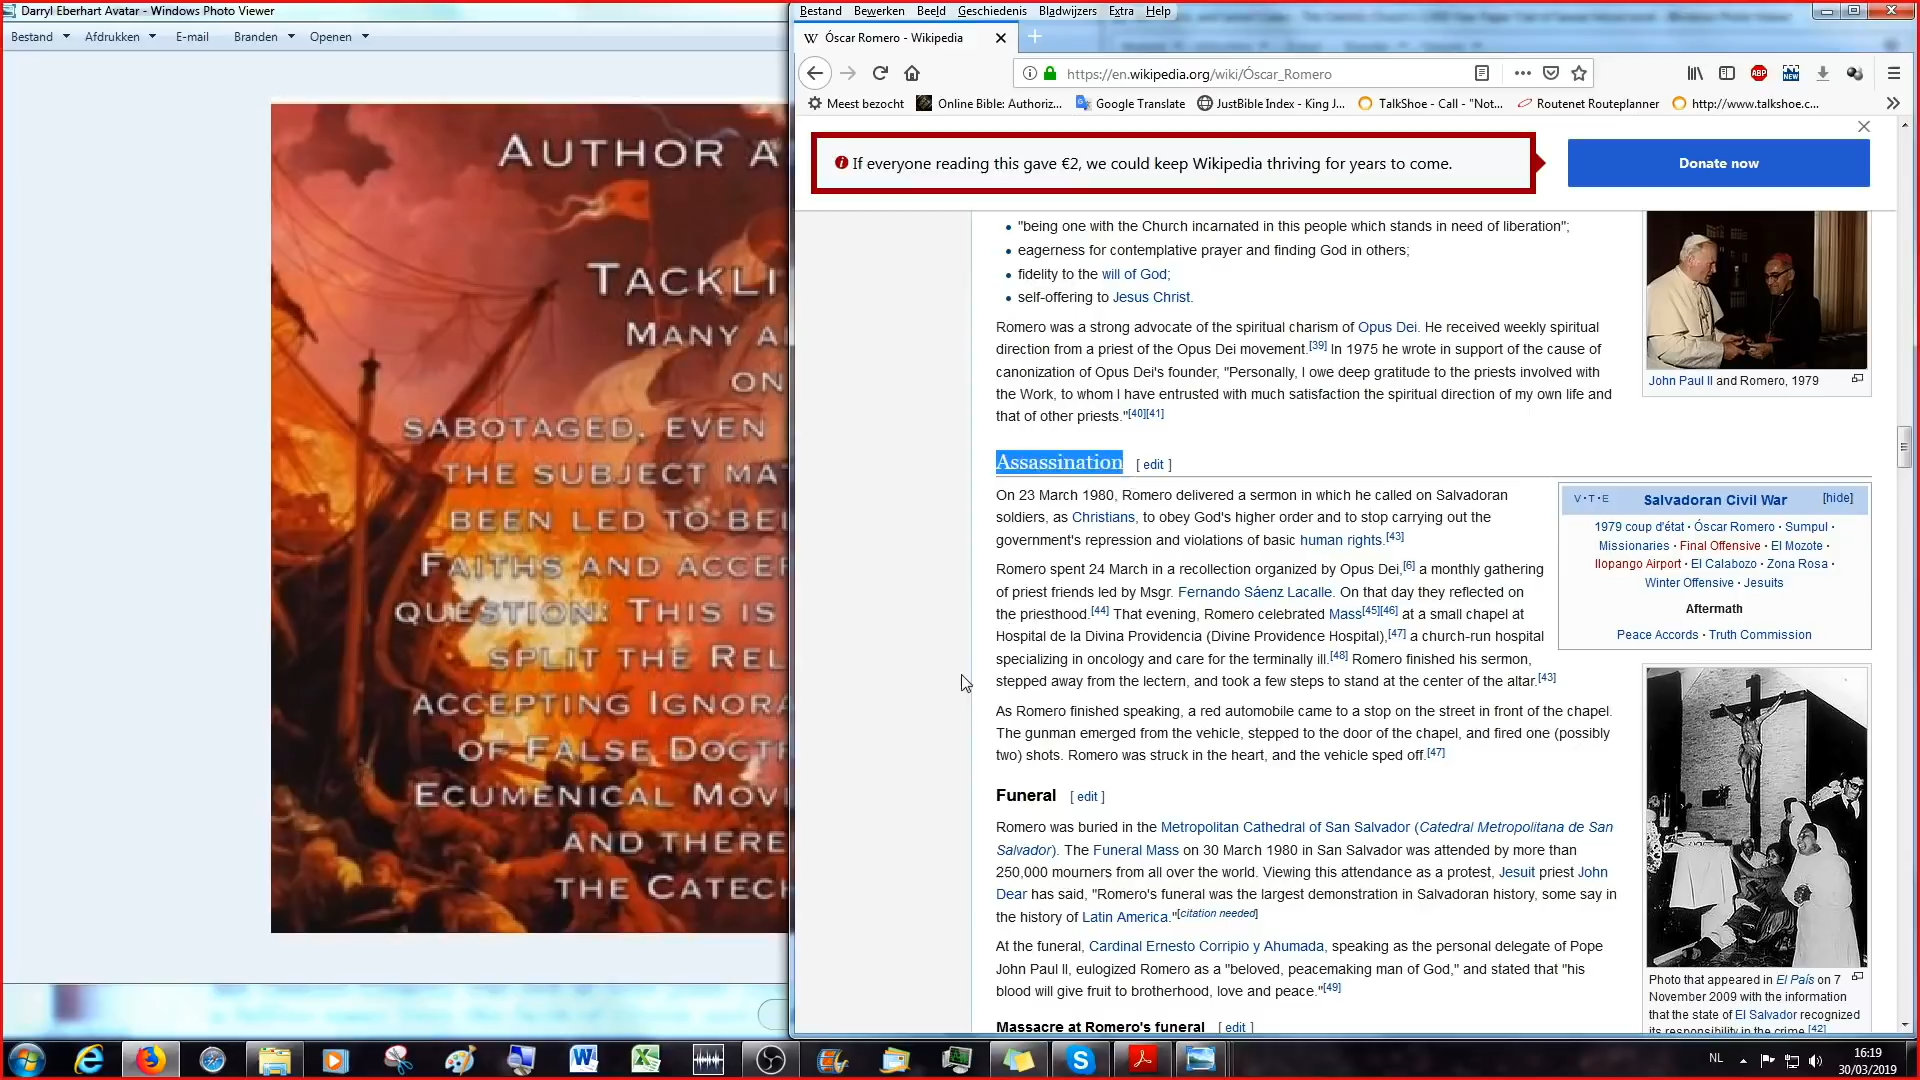 Darryl Eberhart Avatar - Windows Photo Viewer
Bestand Afdrukken E-mail Branden Openen
AUTHOR A
TACKLI
MANY A
ON
SABOTAGED, EVEN
THE SUBJECT MAT
BEEN LED TO BEI
FAITHS AND ACCEP
QUESTION: THIS IS
SPLIT THE REL
ACCEPTING IGNORA
OF FALSE DOCT
ECUMENICAL MOV
AND THERE
THE CATECH
Bestand Bewerken Beeld Geschiedenis Bladwijzers Extra Help
Óscar Romero - Wikipedia
https://en.wikipedia.org/wiki/Óscar_Romero
Meest bezocht Online Bible: Authoriz... Google Translate JustBible Index - King J... TalkShoe - Call - "Not... Routenet Routeplanner http://www.talkshoe.c...
If everyone reading this gave €2, we could keep Wikipedia thriving for years to come.
Donate now
"being one with the Church incarnated in this people which stands in need of liberation";
eagerness for contemplative prayer and finding God in others;
fidelity to the will of God;
self-offering to Jesus Christ.
Romero was a strong advocate of the spiritual charism of Opus Dei. He received weekly spiritual
direction from a priest of the Opus Dei movement.[39] In 1975 he wrote in support of the cause of
canonization of Opus Dei's founder, "Personally, I owe deep gratitude to the priests involved with
the Work, to whom I have entrusted with much satisfaction the spiritual direction of my own life and
that of other priests."[40][41]
John Paul II and Romero, 1979
Assassination [ edit ]
On 23 March 1980, Romero delivered a sermon in which he called on Salvadoran
soldiers, as Christians, to obey God's higher order and to stop carrying out the
government's repression and violations of basic human rights.[43]
Romero spent 24 March in a recollection organized by Opus Dei,[6] a monthly gathering
of priest friends led by Msgr. Fernando Sáenz Lacalle. On that day they reflected on
the priesthood.[44] That evening, Romero celebrated Mass[45][46] at a small chapel at
Hospital de la Divina Providencia (Divine Providence Hospital),[47] a church-run hospital
specializing in oncology and care for the terminally ill.[48] Romero finished his sermon,
stepped away from the lectern, and took a few steps to stand at the center of the altar.[43]
As Romero finished speaking, a red automobile came to a stop on the street in front of the chapel.
The gunman emerged from the vehicle, stepped to the door of the chapel, and fired one (possibly
two) shots. Romero was struck in the heart, and the vehicle sped off.[47]
V·T·E Salvadoran Civil War [hide]
1979 coup d'état · Óscar Romero · Sumpul ·
Missionaries · Final Offensive · El Mozote ·
Ilopango Airport · El Calabozo · Zona Rosa ·
Winter Offensive · Jesuits
Aftermath
Peace Accords · Truth Commission
Funeral [ edit ]
Romero was buried in the Metropolitan Cathedral of San Salvador (Catedral Metropolitana de San
Salvador). The Funeral Mass on 30 March 1980 in San Salvador was attended by more than
250,000 mourners from all over the world. Viewing this attendance as a protest, Jesuit priest John
Dear has said, "Romero's funeral was the largest demonstration in Salvadoran history, some say in
the history of Latin America."[citation needed]
At the funeral, Cardinal Ernesto Corripio y Ahumada, speaking as the personal delegate of Pope
John Paul II, eulogized Romero as a "beloved, peacemaking man of God," and stated that "his
blood will give fruit to brotherhood, love and peace."[49]
Massacre at Romero's funeral [ edit ]
Photo that appeared in El País on 7
November 2009 with the information
that the state of El Salvador recognized
its responsibility in the crime.[42]
NL
16:19
30/03/2019